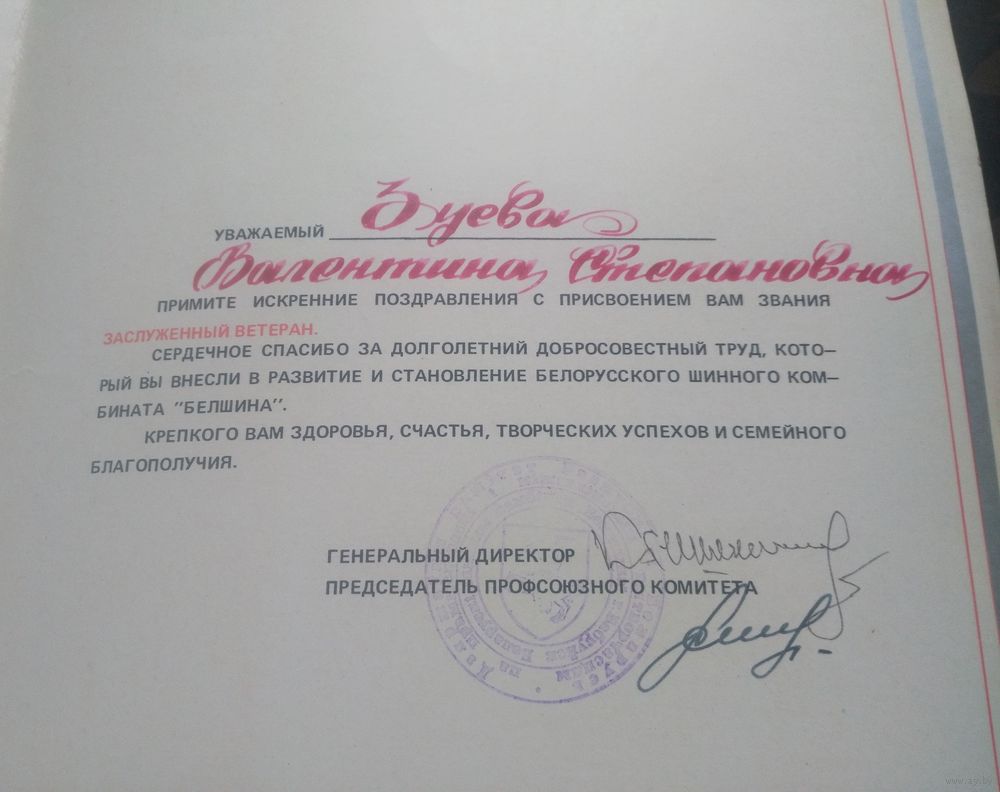 УВАЖАЕМЫЙ Зуева
Валентина Степановна
ПРИМИТЕ ИСКРЕННИЕ ПОЗДРАВЛЕНИЯ С ПРИСВОЕНИЕМ ВАМ ЗВАНИЯ
ЗАСЛУЖЕННЫЙ ВЕТЕРАН.
СЕРДЕЧНОЕ СПАСИБО ЗА ДОЛГОЛЕТНИЙ ДОБРОСОВЕСТНЫЙ ТРУД, КОТО—
РЫЙ ВЫ ВНЕСЛИ В РАЗВИТИЕ И СТАНОВЛЕНИЕ БЕЛОРУССКОГО ШИННОГО КОМ—
БИНАТА "БЕЛШИНА".
КРЕПКОГО ВАМ ЗДОРОВЬЯ, СЧАСТЬЯ, ТВОРЧЕСКИХ УСПЕХОВ И СЕМЕЙНОГО
БЛАГОПОЛУЧИЯ.
ГЕНЕРАЛЬНЫЙ ДИРЕКТОР
ПРЕДСЕДАТЕЛЬ ПРОФСОЮЗНОГО КОМИТЕТА